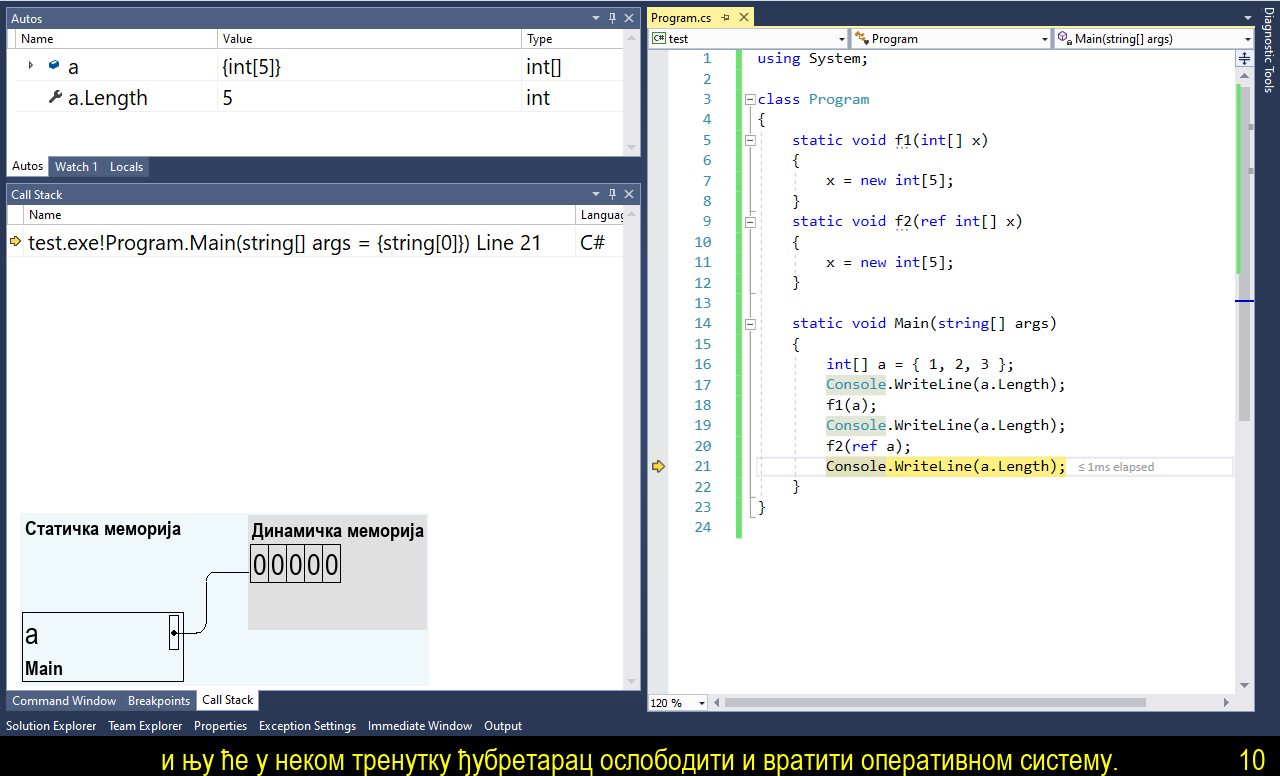 Autos
Name Value Type
a {int[5]} int[]
a.Length 5 int
Autos Watch 1 Locals
Call Stack
Name Languag
test.exe!Program.Main(string[] args = {string[0]}) Line 21 C#
Статичка меморија
Динамичка меморија
0 0 0 0 0
a
Main
Command Window Breakpoints Call Stack
Solution Explorer Team Explorer Properties Exception Settings Immediate Window Output
Program.cs
C# test Program Main(string[] args)
1 using System;
2
3 class Program
4 {
5 static void f1(int[] x)
6 {
7 x = new int[5];
8 }
9 static void f2(ref int[] x)
10 {
11 x = new int[5];
12 }
13
14 static void Main(string[] args)
15 {
16 int[] a = { 1, 2, 3 };
17 Console.WriteLine(a.Length);
18 f1(a);
19 Console.WriteLine(a.Length);
20 f2(ref a);
21 Console.WriteLine(a.Length); ≤ 1ms elapsed
22 }
23 }
24
120 %
Diagnostic Tools
и њу ће у неком тренутку ђубретарац ослободити и вратити оперативном систему. 10